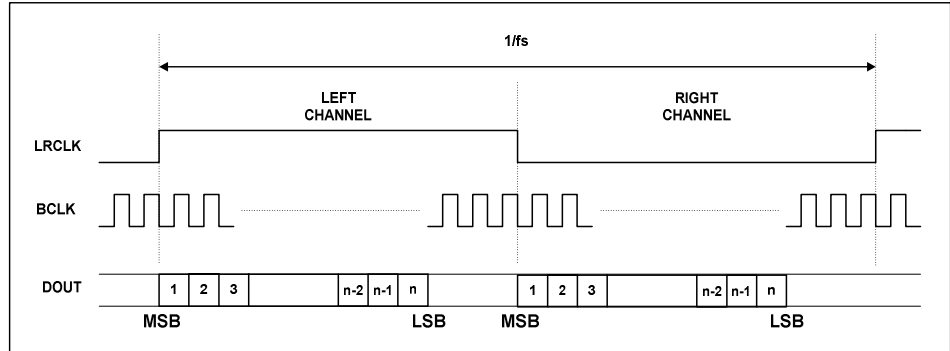 1/fs
LEFT
CHANNEL
RIGHT
CHANNEL
LRCLK
BCLK
DOUT
1 2 3 n-2 n-1 n 1 2 3 n-2 n-1 n
MSB LSB MSB LSB